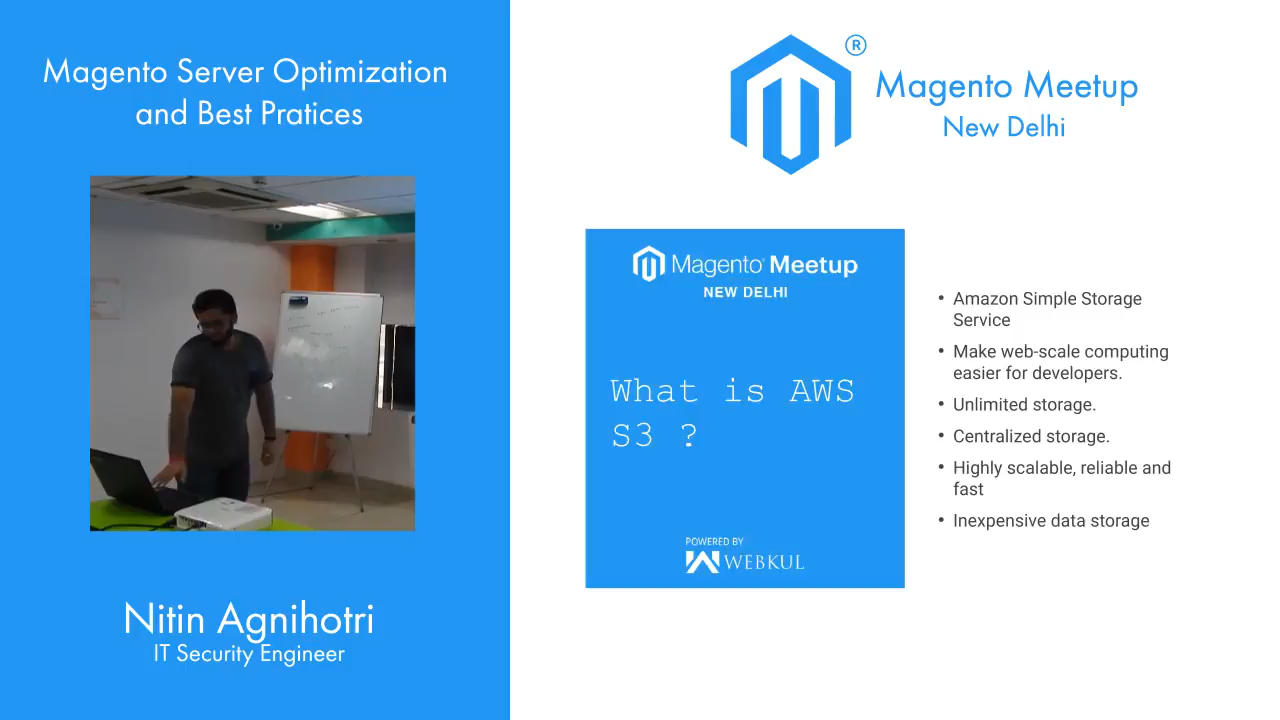 Magento Server Optimization
and Best Pratices
Nitin Agnihotri
IT Security Engineer
®
Magento Meetup
New Delhi
Magento® Meetup
NEW DELHI
What is AWS
S3 ?
POWERED BY
WEBKUL
• Amazon Simple Storage
Service
• Make web-scale computing
easier for developers.
• Unlimited storage.
• Centralized storage.
• Highly scalable, reliable and
fast
• Inexpensive data storage